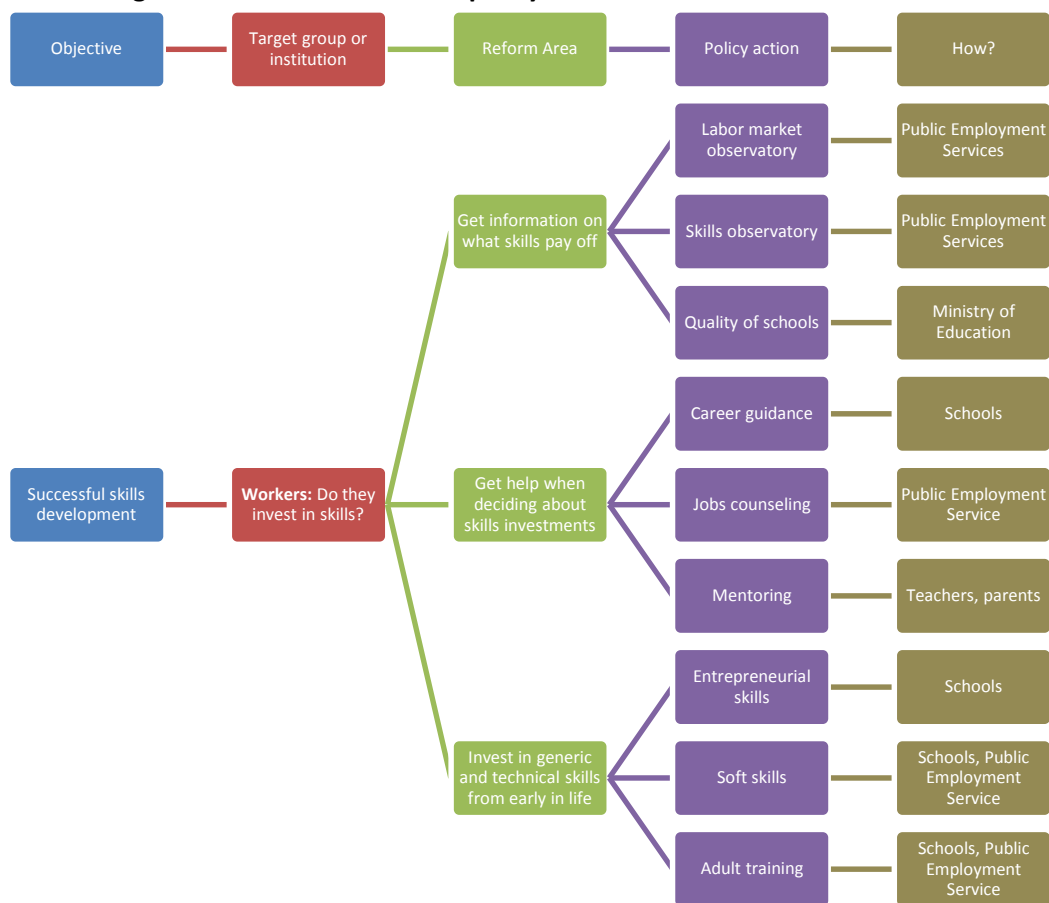 Objective
Target group or
institution
Reform Area
Policy action
How?
Labor market
observatory
Public Employment
Services
Get information on
what skills pay off
Skills observatory
Public Employment
Services
Quality of schools
Ministry of
Education
Career guidance
Schools
Successful skills
development
Workers: Do they
invest in skills?
Get help when
deciding about
skills investments
Jobs counseling
Public Employment
Service
Mentoring
Teachers, parents
Entrepreneurial
skills
Schools
Invest in generic
and technical skills
from early in life
Soft skills
Schools, Public
Employment
Service
Adult training
Schools, Public
Employment
Service